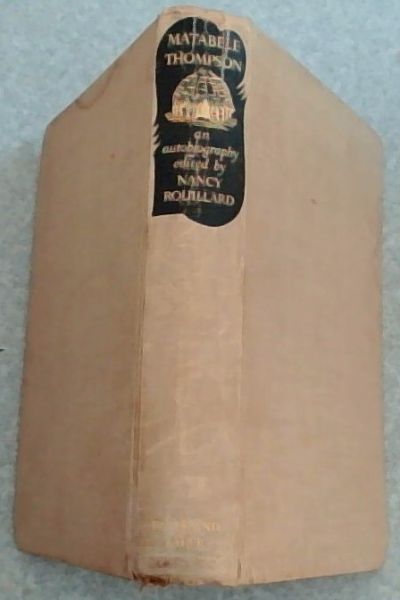 MATABELE
THOMPSON
an
autobiography
edited by
NANCY
ROUILLARD